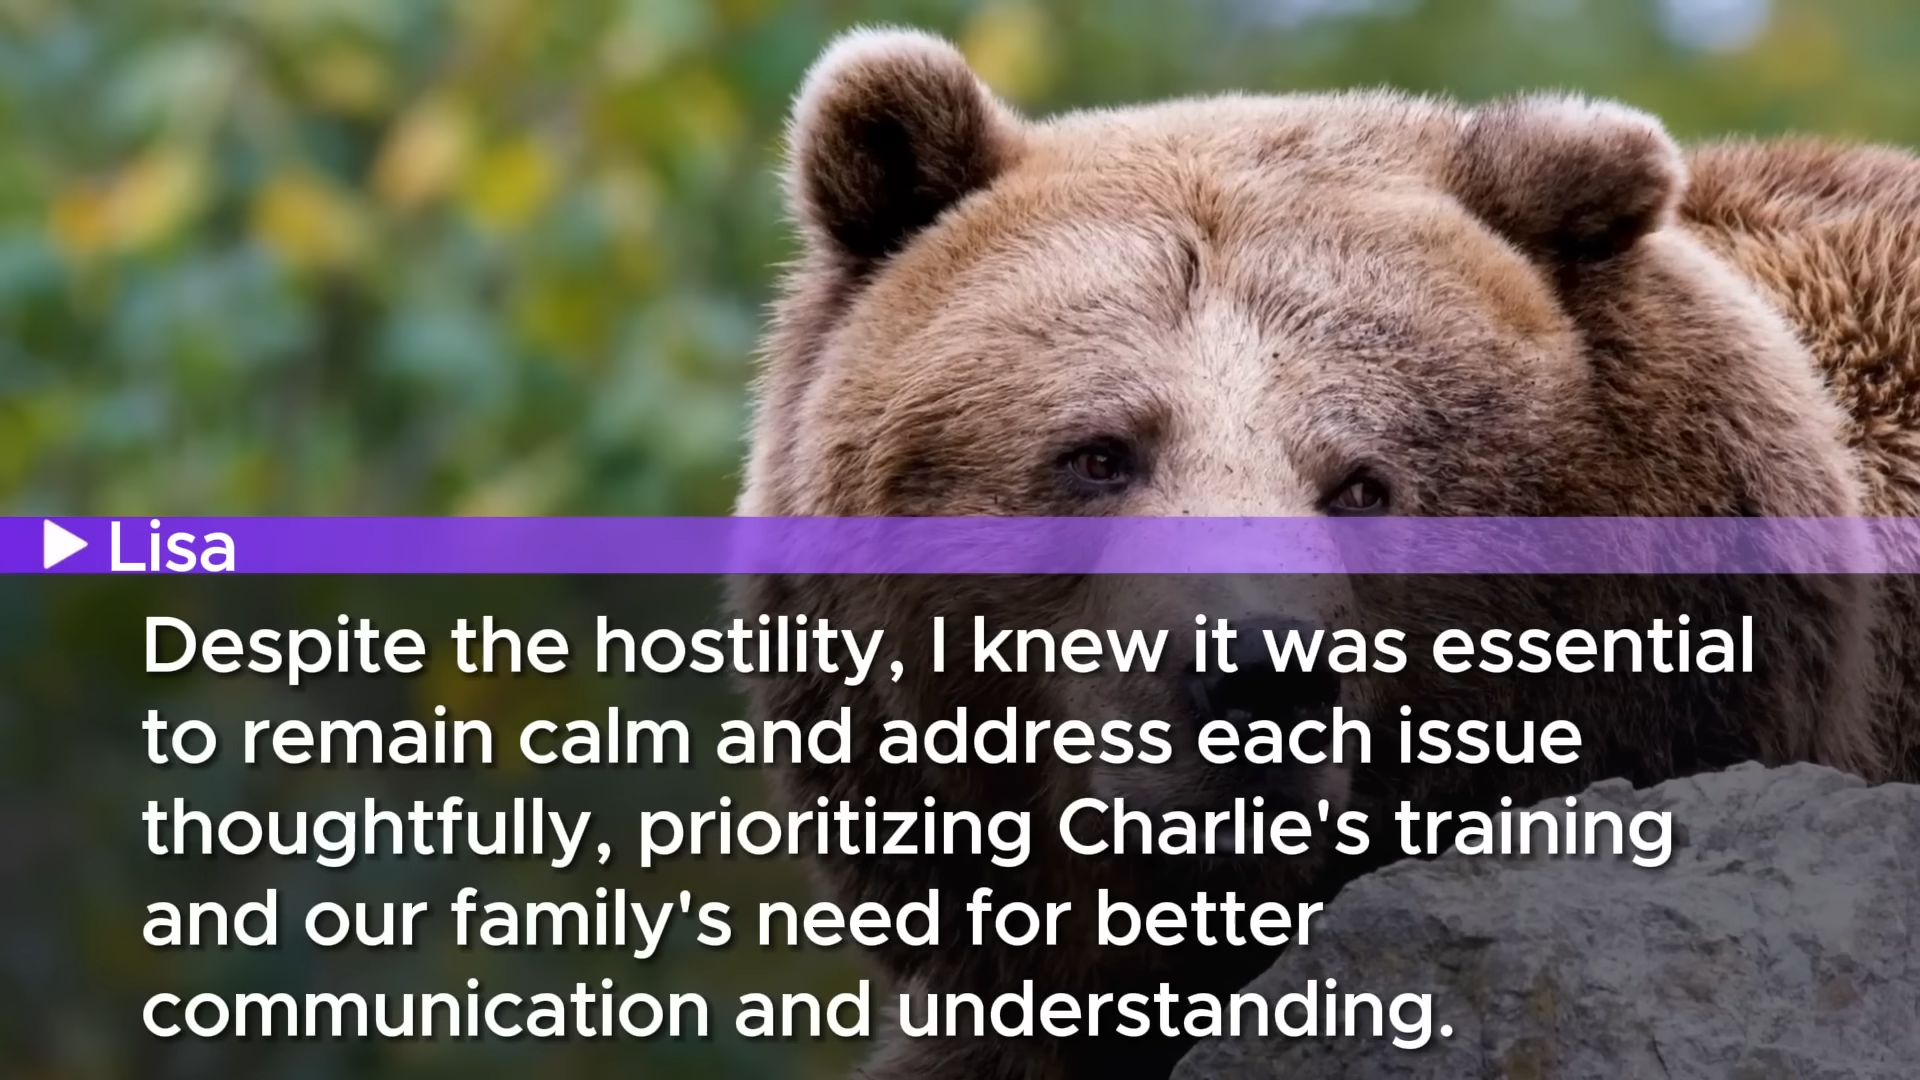 Lisa
Despite the hostility, I knew it was essential
to remain calm and address each issue
thoughtfully, prioritizing Charlie's training
and our family's need for better
communication and understanding.